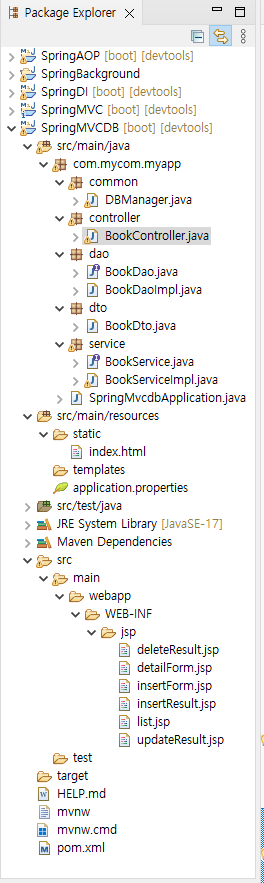 Package Explorer
SpringAOP [boot] [devtools]
SpringBackground
SpringDI [boot] [devtools]
SpringMVC [boot] [devtools]
SpringMVCDB [boot] [devtools]
src/main/java
com.mycom.myapp
common
DBManager.java
controller
BookController.java
dao
BookDao.java
BookDaoImpl.java
dto
BookDto.java
service
BookService.java
BookServiceImpl.java
SpringMvcdbApplication.java
src/main/resources
static
index.html
templates
application.properties
src/test/java
JRE System Library [JavaSE-17]
Maven Dependencies
src
main
webapp
WEB-INF
jsp
deleteResult.jsp
detailForm.jsp
insertForm.jsp
insertResult.jsp
list.jsp
updateResult.jsp
test
target
HELP.md
mvnw
mvnw.cmd
pom.xml